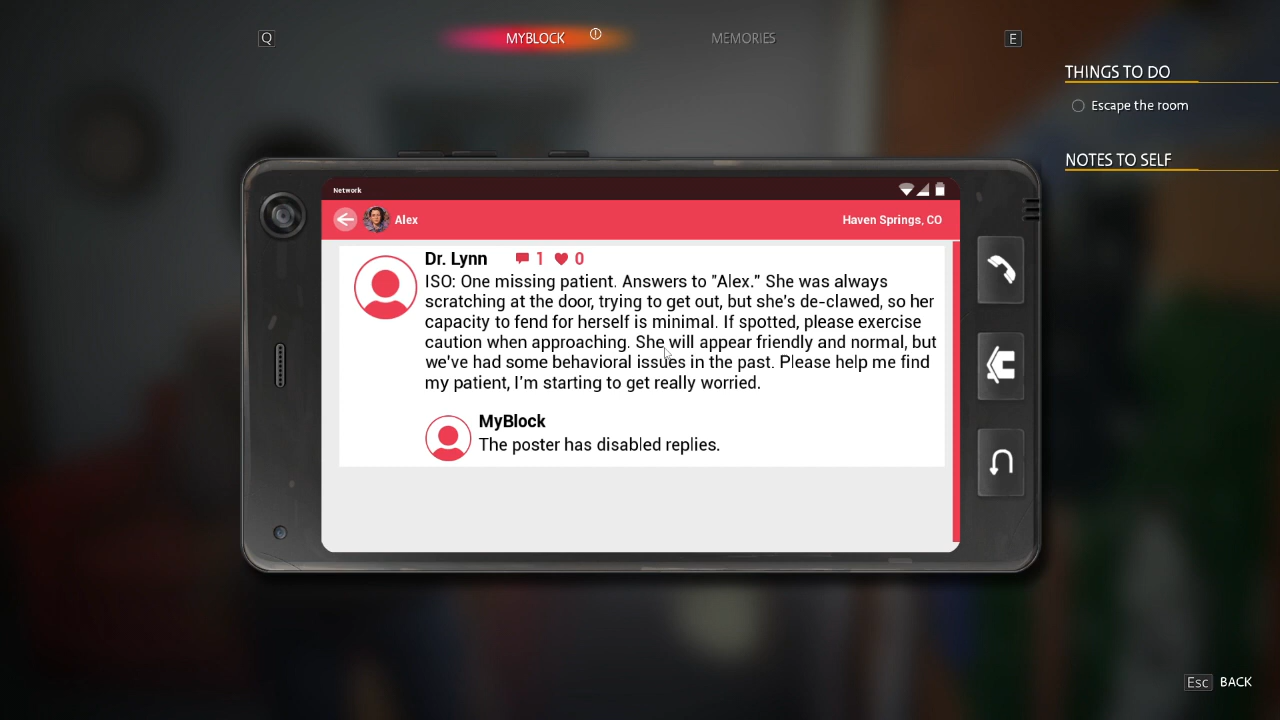 Q
MYBLOCK
MEMORIES
E
THINGS TO DO
Escape the room
NOTES TO SELF
Network
Alex
Haven Springs, CO
Dr. Lynn 1 0
ISO: One missing patient. Answers to "Alex." She was always
scratching at the door, trying to get out, but she's de-clawed, so her
capacity to fend for herself is minimal. If spotted, please exercise
caution when approaching. She will appear friendly and normal, but
we've had some behavioral issues in the past. Please help me find
my patient, I'm starting to get really worried.
MyBlock
The poster has disabled replies.
Esc BACK